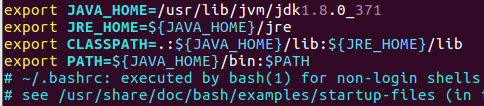 export JAVA_HOME=/usr/lib/jvm/jdk1.8.0_371
export JRE_HOME=${JAVA_HOME}/jre
export CLASSPATH=.:${JAVA_HOME}/lib:${JRE_HOME}/lib
export PATH=${JAVA_HOME}/bin:$PATH
# ~/.bashrc: executed by bash(1) for non-login shells
# see /usr/share/doc/bash/examples/startup-files (in